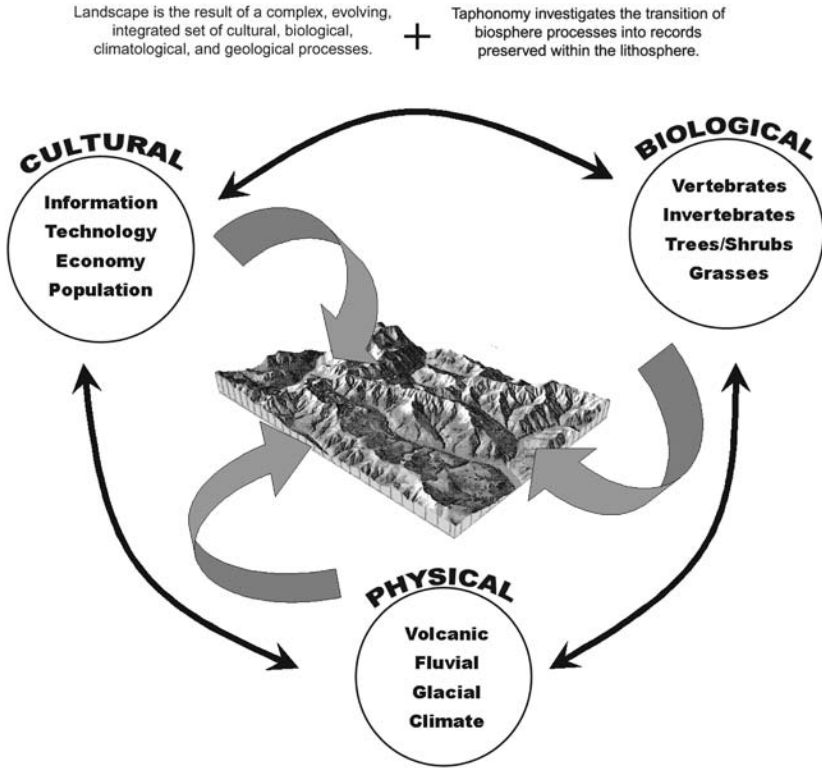 Landscape is the result of a complex, evolving,
integrated set of cultural, biological,
climatological, and geological processes.
+
Taphonomy investigates the transition of
biosphere processes into records
preserved within the lithosphere.
CULTURAL
Information
Technology
Economy
Population
BIOLOGICAL
Vertebrates
Invertebrates
Trees/Shrubs
Grasses
PHYSICAL
Volcanic
Fluvial
Glacial
Climate